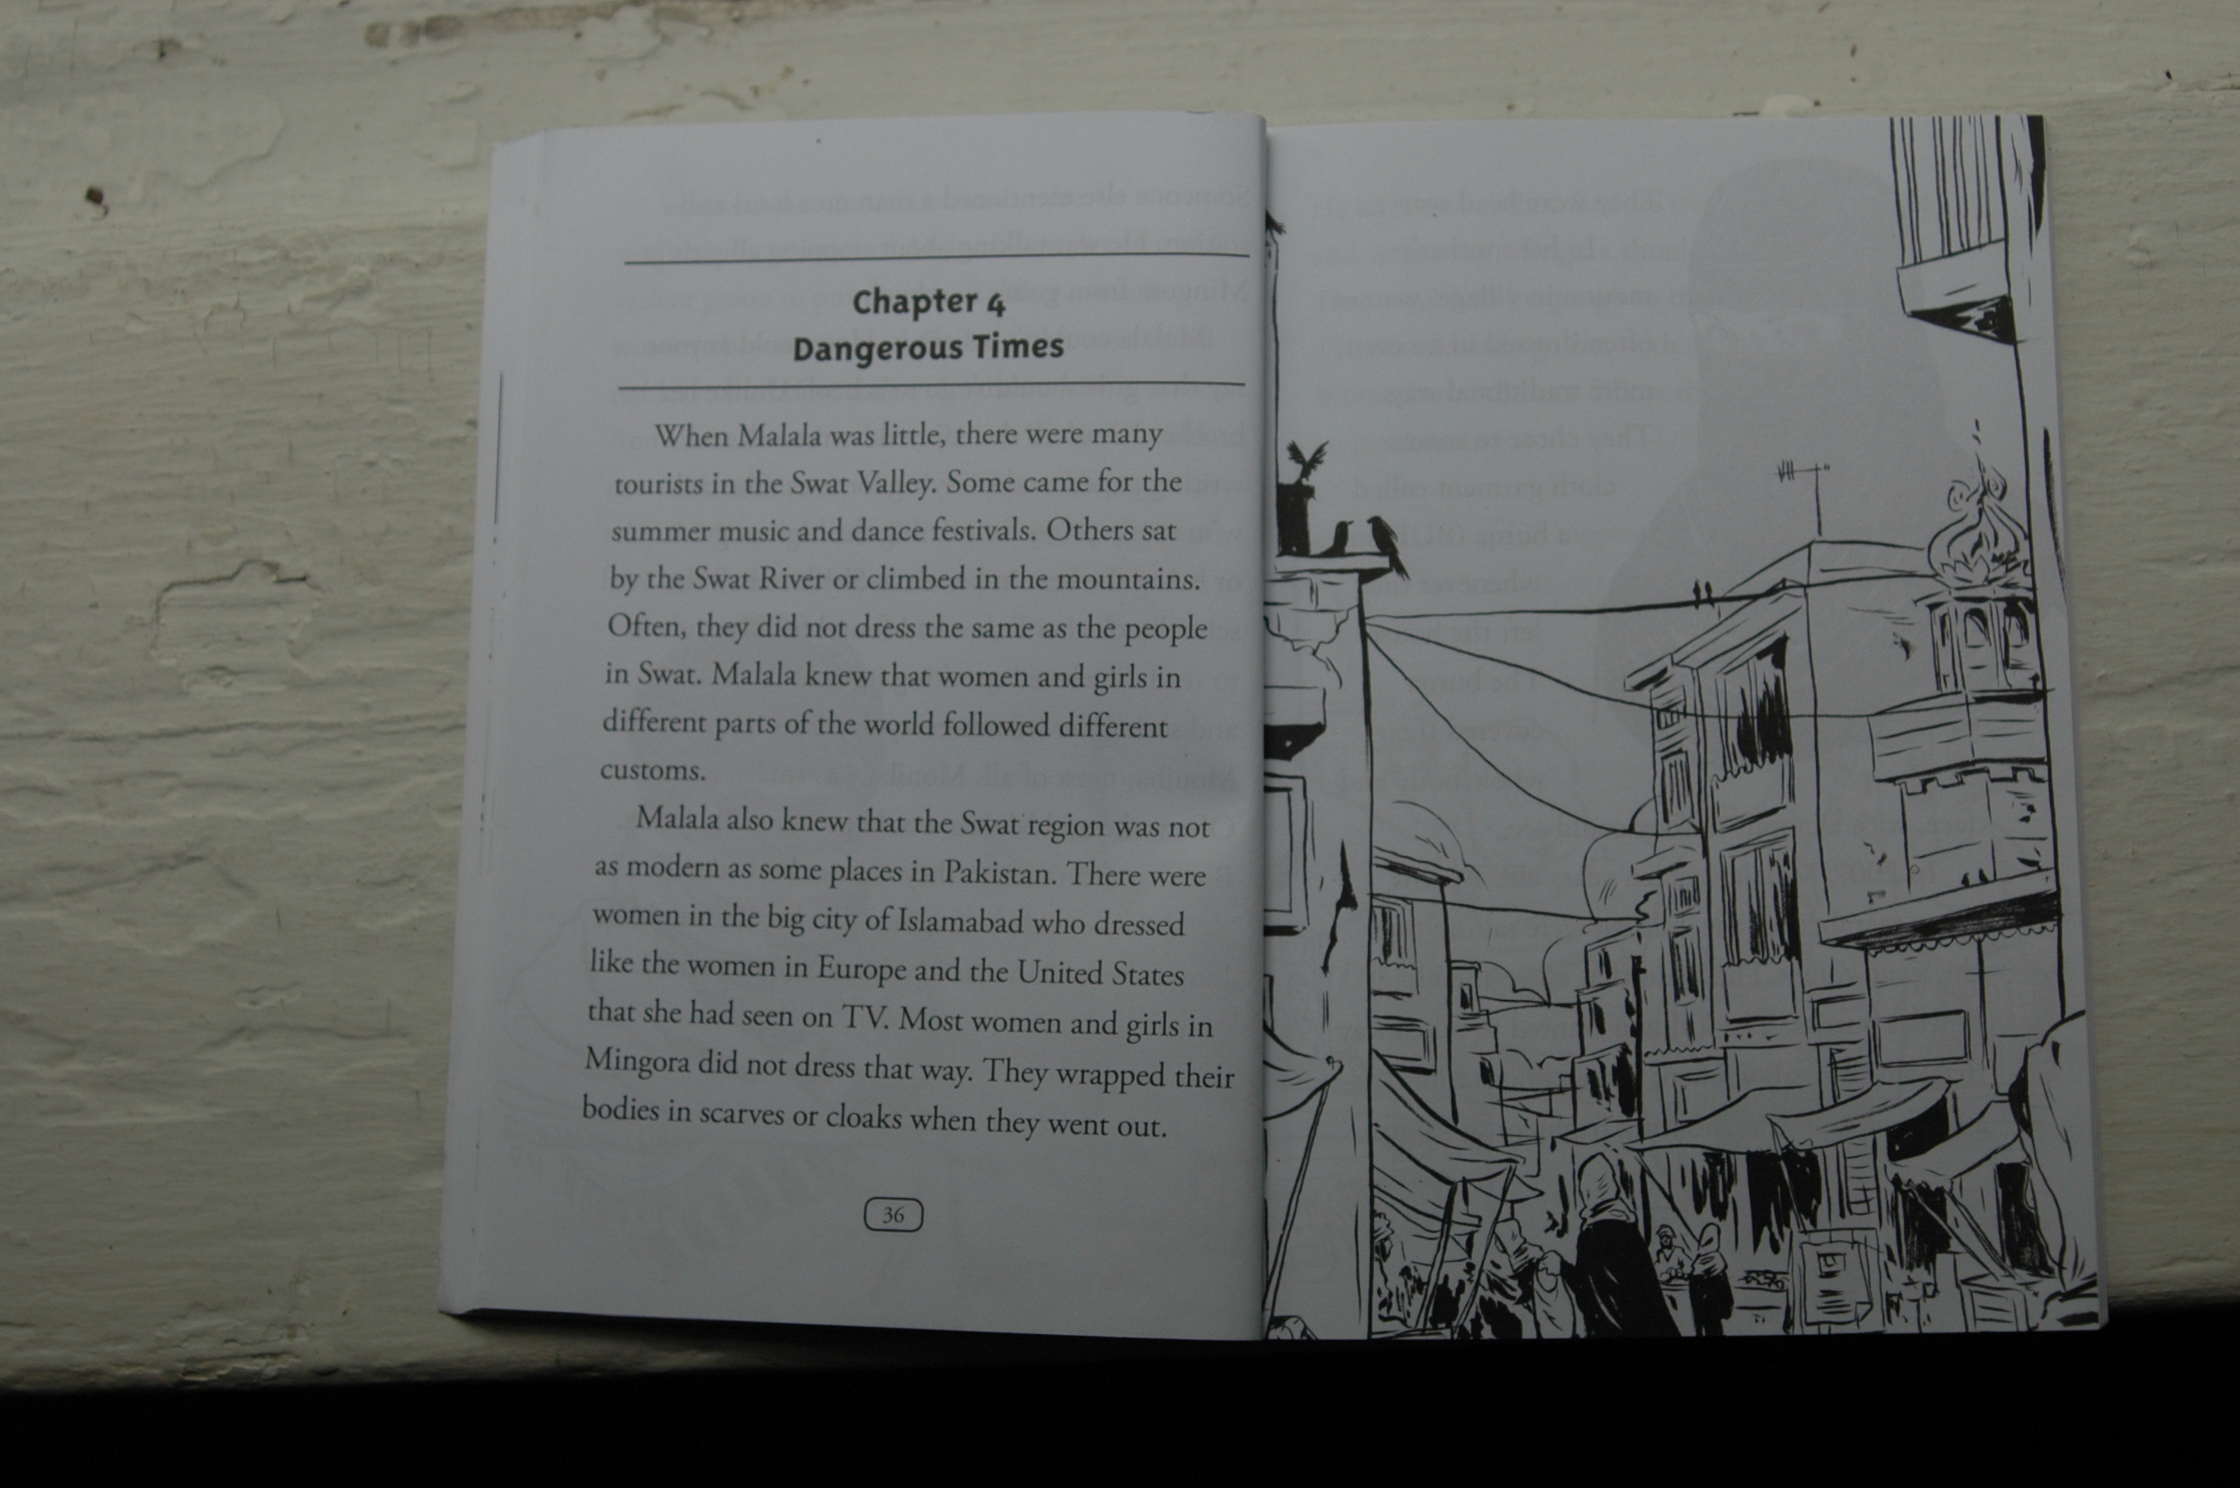 Chapter 4
Dangerous Times
When Malala was little, there were many
tourists in the Swat Valley. Some came for the
summer music and dance festivals. Others sat
by the Swat River or climbed in the mountains.
Often, they did not dress the same as the people
in Swat. Malala knew that women and girls in
different parts of the world followed different
customs.
Malala also knew that the Swat region was not
as modern as some places in Pakistan. There were
women in the big city of Islamabad who dressed
like the women in Europe and the United States
that she had seen on TV. Most women and girls in
Mingora did not dress that way. They wrapped their
bodies in scarves or cloaks when they went out.
36